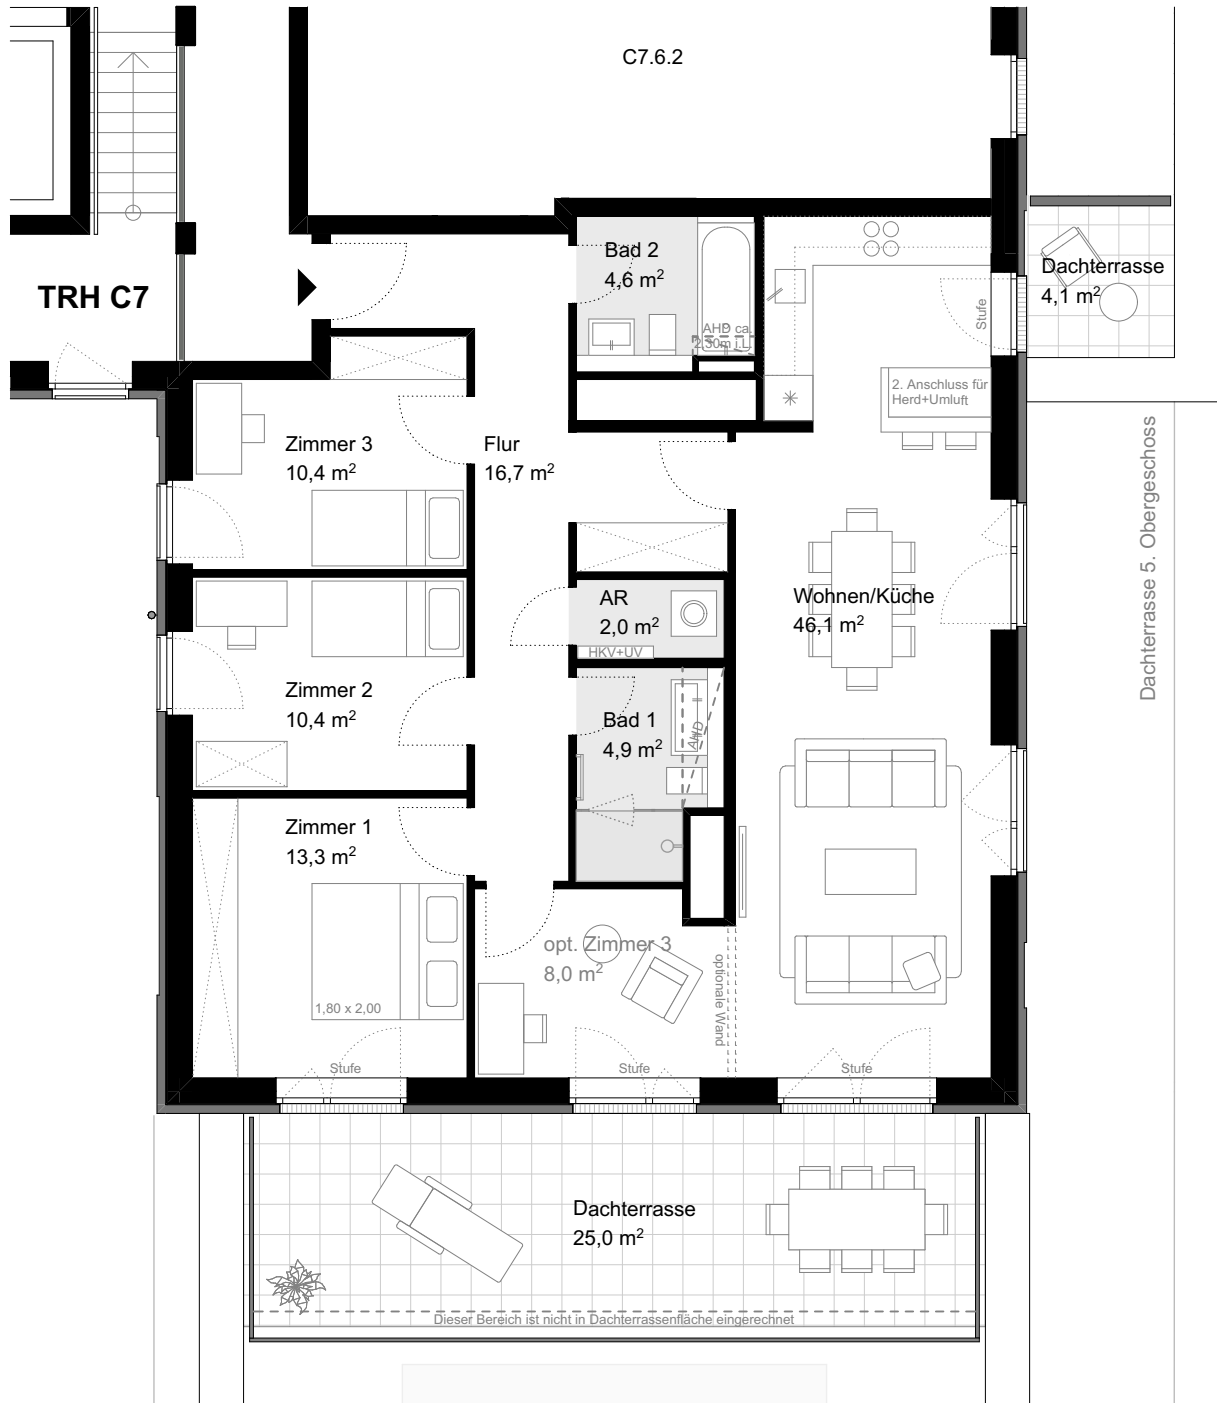 C7.6.2
TRH C7
Bad 2
4,6 m²
AHD ca.
2,30m i.L.
Stufe
Dachterrasse
4,1 m²
2. Anschluss für
Herd+Umluft
Zimmer 3
10,4 m²
Flur
16,7 m²
Dachterrasse 5. Obergeschoss
AR
2,0 m²
HKV+UV
Wohnen/Küche
46,1 m²
Zimmer 2
10,4 m²
Bad 1
4,9 m²
AHD
Zimmer 1
13,3 m²
opt. Zimmer 3
8,0 m²
optionale Wand
1,80 x 2,00
Stufe
Stufe
Stufe
Dachterrasse
25,0 m²
Dieser Bereich ist nicht in Dachterrassenfläche eingerechnet